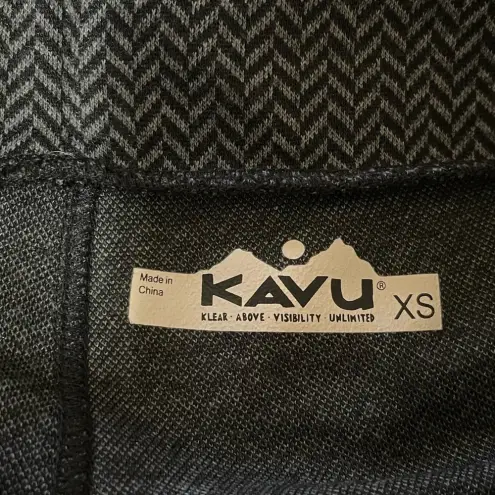 Made in
China
KAVU® XS
KLEAR · ABOVE · VISIBILITY · UNLIMITED